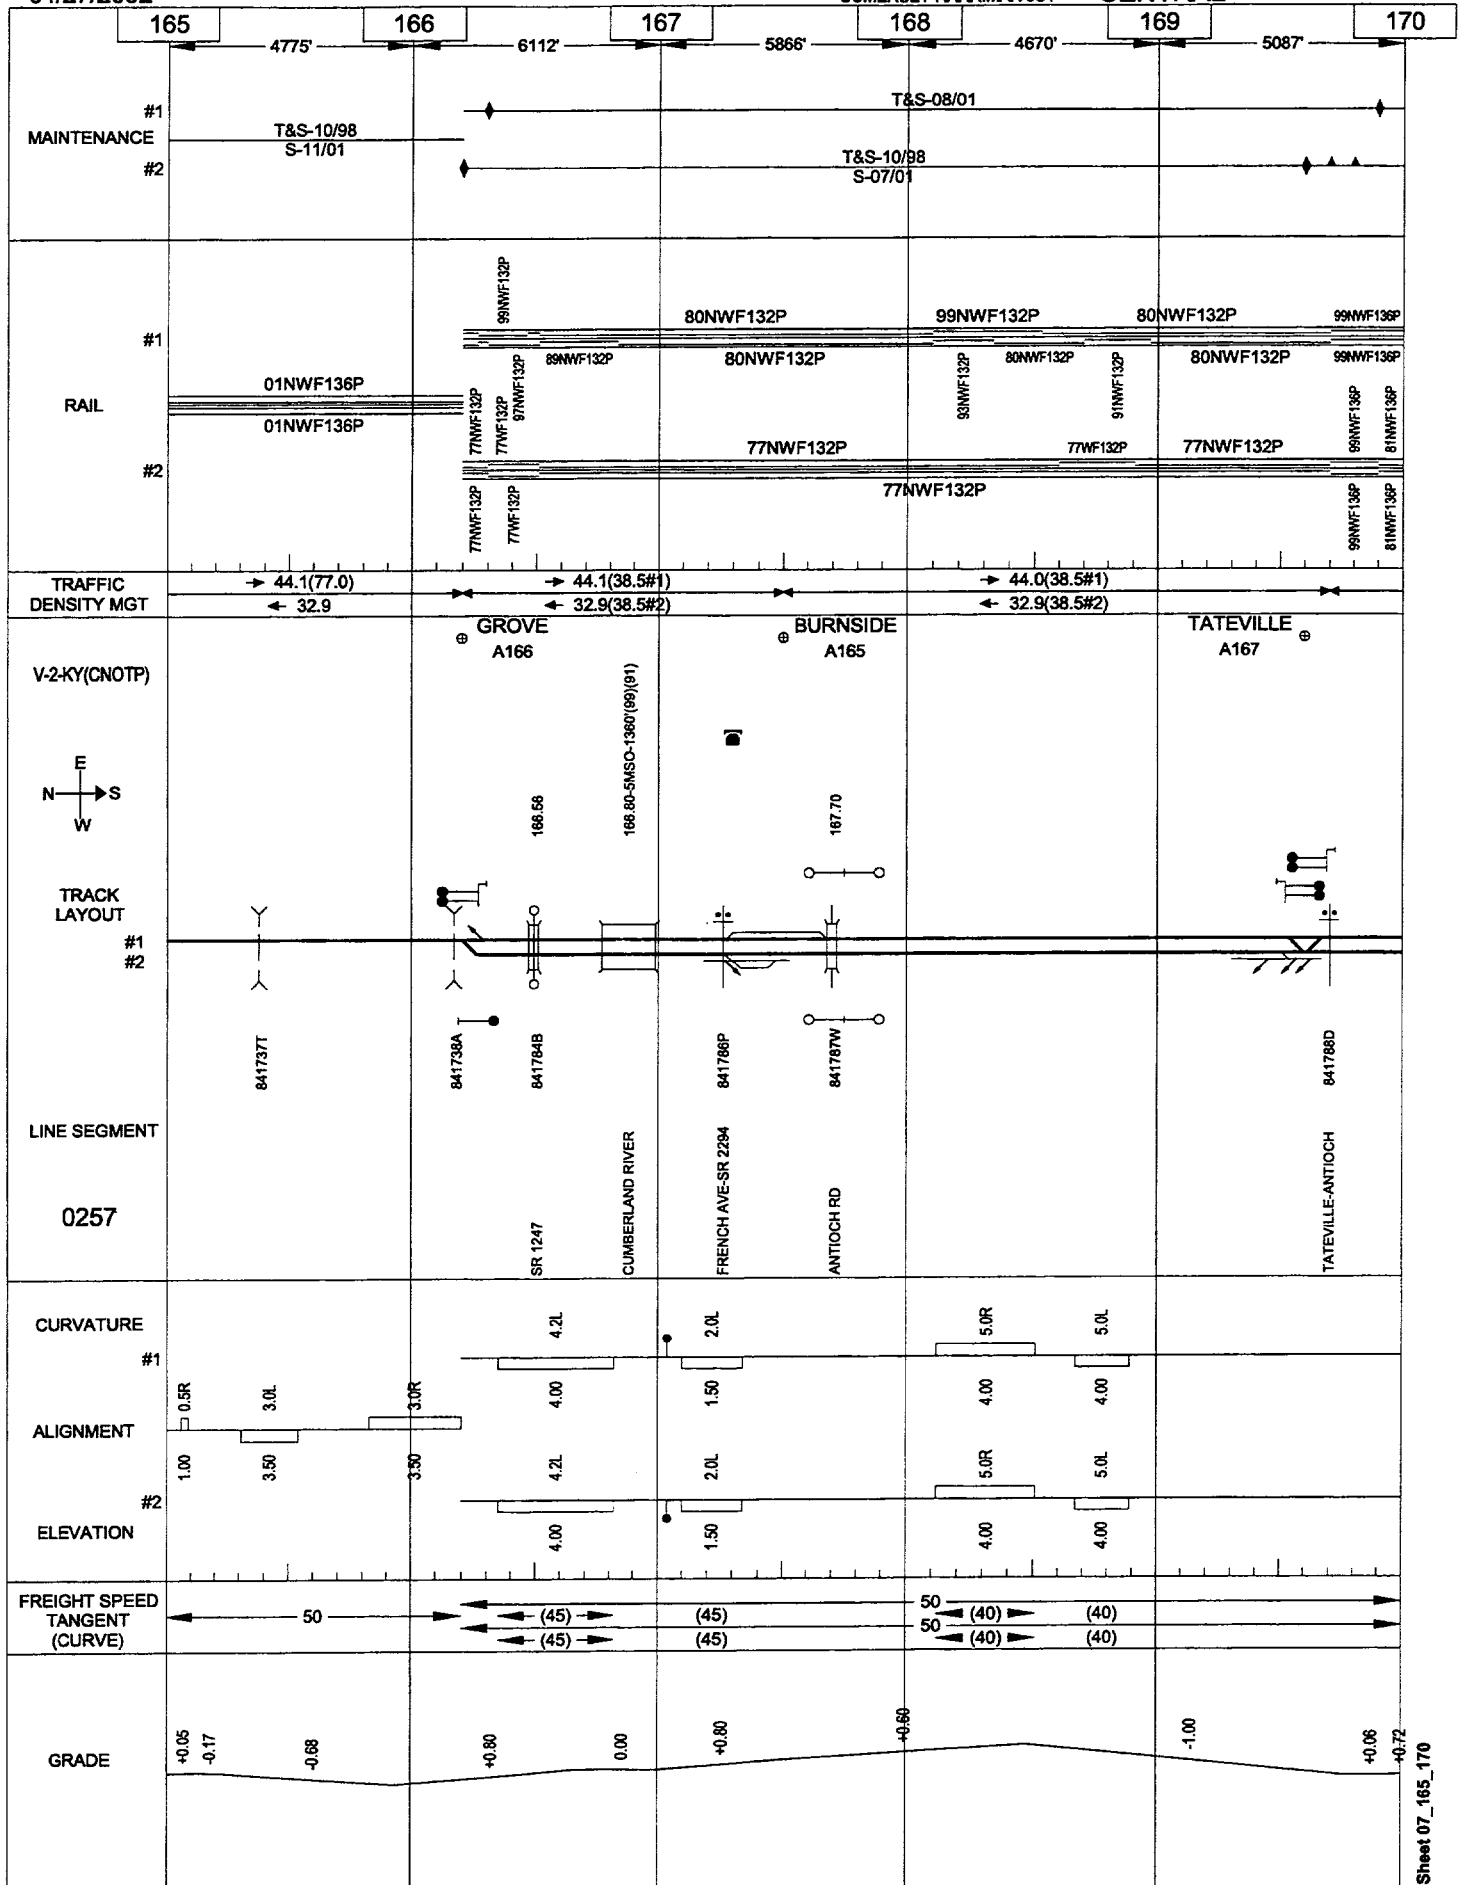 165 166 167 168 169 170
4775' 6112' 5866' 4670' 5087'
#1 T&S-08/01
MAINTENANCE T&S-10/98
S-11/01
#2 T&S-10/98
S-07/01
99NWF132P
80NWF132P 99NWF132P 80NWF132P 99NWF136P
#1
89NWF132P 80NWF132P 80NWF132P 80NWF132P 99NWF136P
97NWF132P 93NWF132P 91NWF132P
01NWF136P
RAIL
01NWF136P
77NWF132P 77WF132P 99NWF136P 81NWF136P
77NWF132P 77WF132P 77NWF132P
#2
77NWF132P
77NWF132P 77WF132P 99NWF136P 81NWF136P
TRAFFIC
DENSITY MGT
→ 44.1(77.0) → 44.1(38.5#1) → 44.0(38.5#1)
← 32.9 ← 32.9(38.5#2) ← 32.9(38.5#2)
GROVE BURNSIDE TATEVILLE
A166 A165 A167
V-2-KY(CNOTP)
E
N S
W
166.56
166.80-5MSO-1360'(99)(91)
167.70
TRACK
LAYOUT
#1
#2
841737T 841738A 841784B 841786P 841787W 841788D
LINE SEGMENT
0257
SR 1247
CUMBERLAND RIVER
FRENCH AVE-SR 2294
ANTIOCH RD
TATEVILLE-ANTIOCH
CURVATURE
4.2L 2.0L 5.0R 5.0L
#1
4.00 1.50 4.00 4.00
0.5R 3.0L 3.0R
ALIGNMENT
1.00 3.50 3.50
4.2L 2.0L 5.0R 5.0L
#2
ELEVATION
4.00 1.50 4.00 4.00
FREIGHT SPEED
TANGENT
(CURVE)
50
50
(45) (45) (40) (40)
50
(45) (45) (40) (40)
GRADE
+0.05 -0.17 -0.68 +0.80 0.00 +0.80 +0.60 -1.00 +0.06 +0.72
Sheet 07_165_170